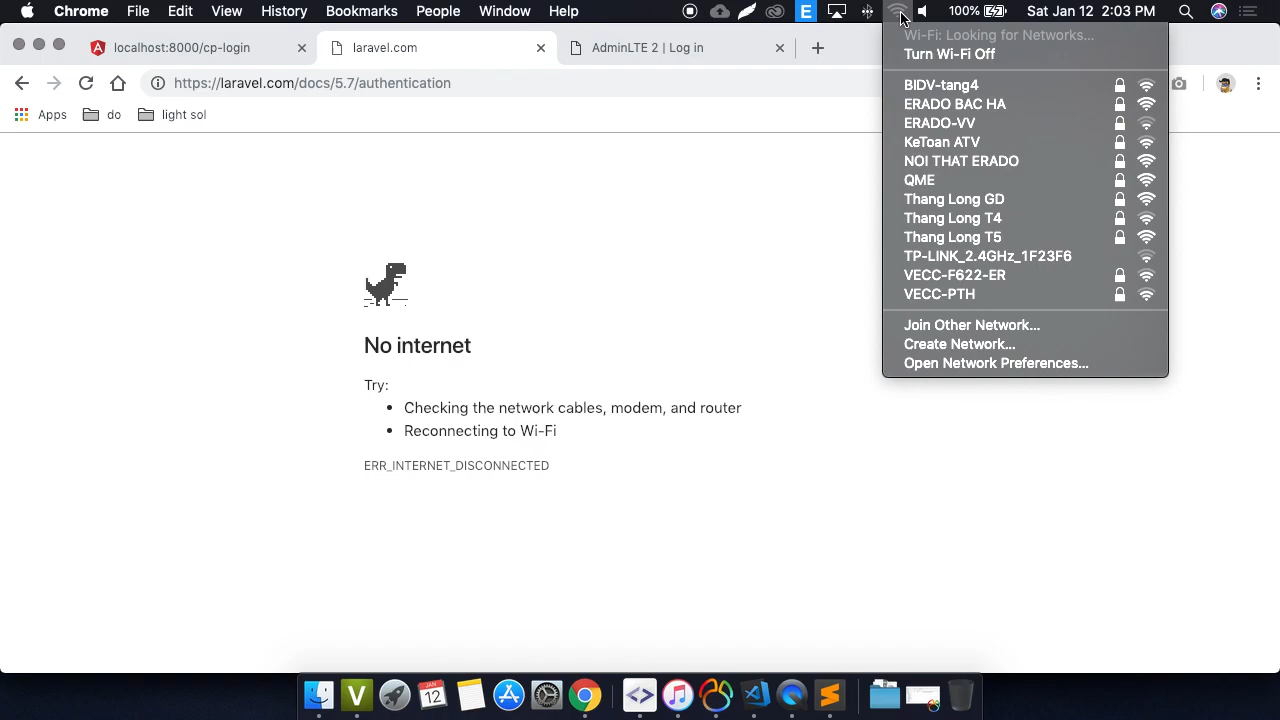 Chrome File Edit View History Bookmarks People Window Help E 100% Sat Jan 12 2:03 PM
localhost:8000/cp-login laravel.com AdminLTE 2 | Log in
https://laravel.com/docs/5.7/authentication
Apps do light sol
No internet
Try:
Checking the network cables, modem, and router
Reconnecting to Wi-Fi
ERR_INTERNET_DISCONNECTED
Wi-Fi: Looking for Networks...
Turn Wi-Fi Off
BIDV-tang4
ERADO BAC HA
ERADO-VV
KeToan ATV
NOI THAT ERADO
QME
Thang Long GD
Thang Long T4
Thang Long T5
TP-LINK_2.4GHz_1F23F6
VECC-F622-ER
VECC-PTH
Join Other Network...
Create Network...
Open Network Preferences...
V 12